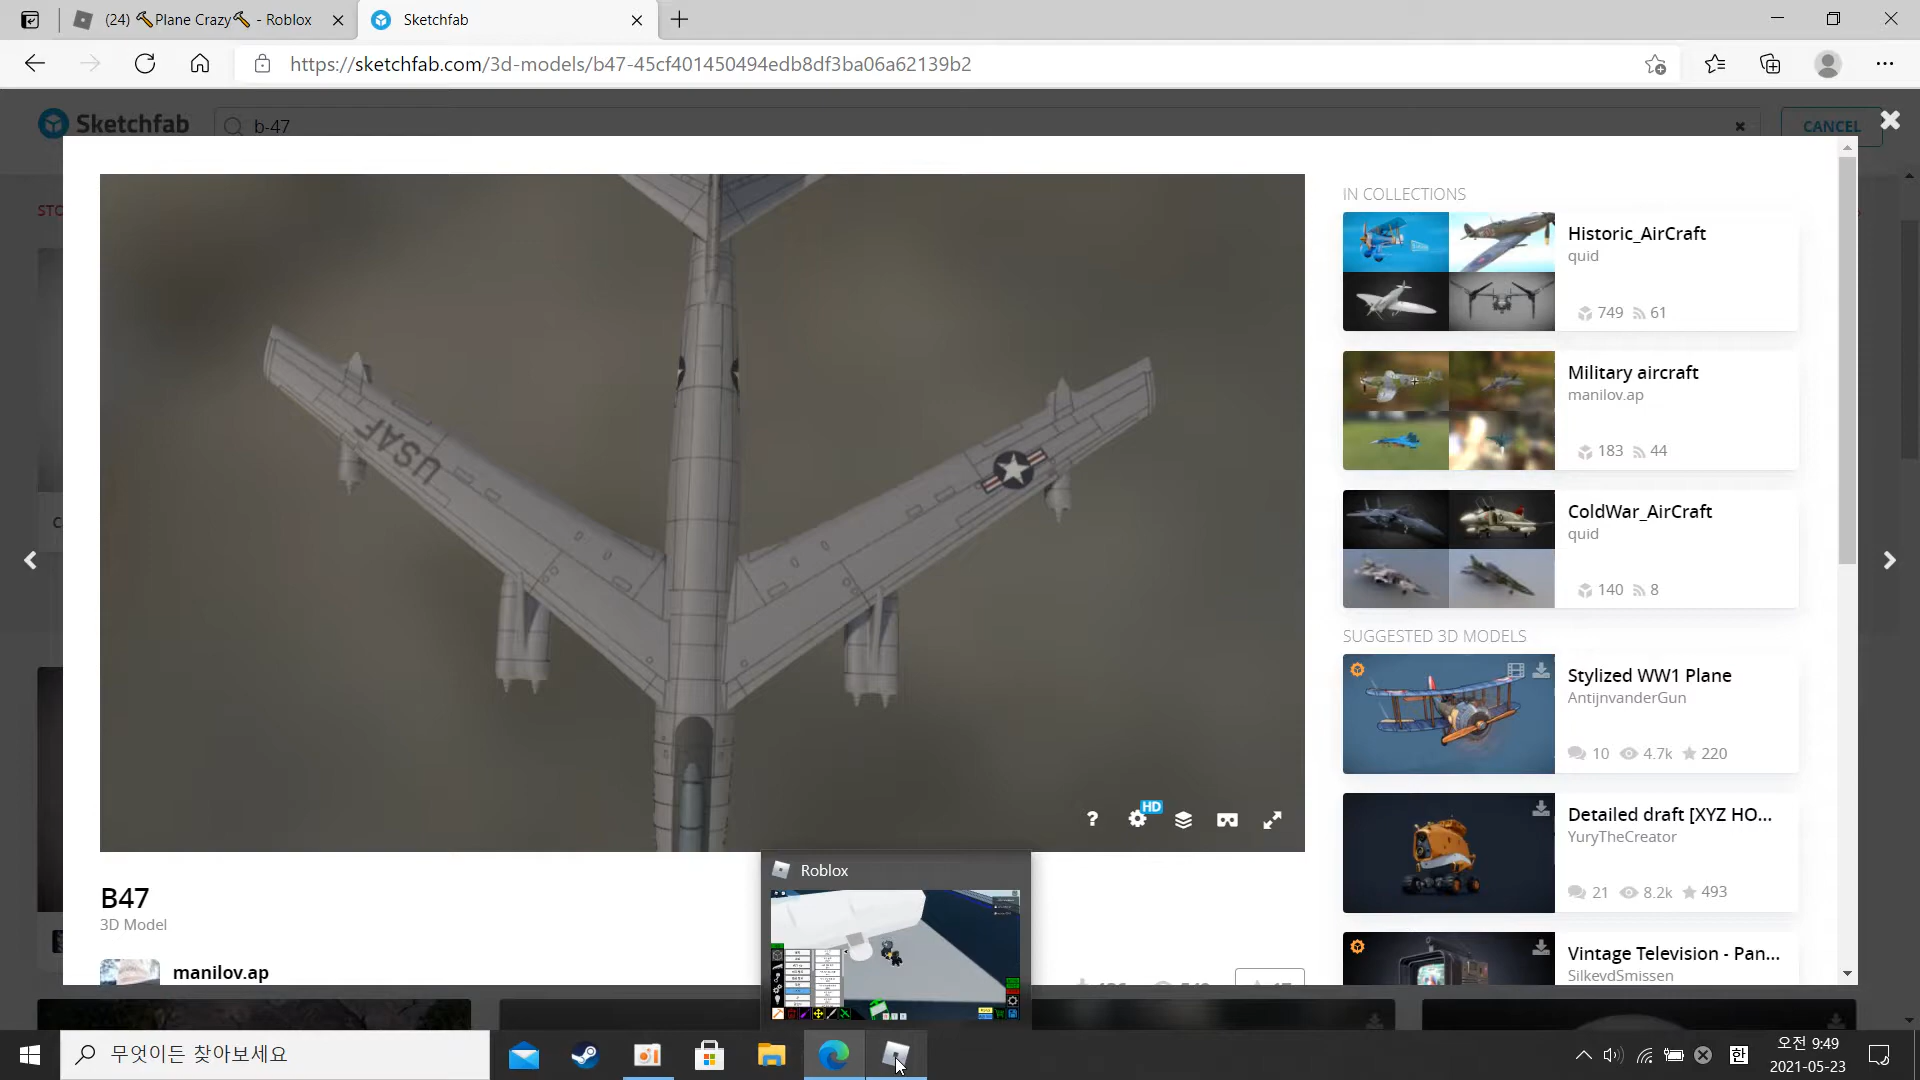 (24) 🔨Plane Crazy🔨 - Roblox
Sketchfab
https://sketchfab.com/3d-models/b47-45cf401450494edb8df3ba06a62139b2
Sketchfab
b-47
CANCEL
USAF
HD
B47
3D Model
manilov.ap
IN COLLECTIONS
Historic_AirCraft
quid
749 61
Military aircraft
manilov.ap
183 44
ColdWar_AirCraft
quid
140 8
SUGGESTED 3D MODELS
Stylized WW1 Plane
AntijnvanderGun
10 4.7k 220
Detailed draft [XYZ HO...
YuryTheCreator
21 8.2k 493
Vintage Television - Pan...
SilkevdSmissen
Roblox
무엇이든 찾아보세요
한
오전 9:49
2021-05-23